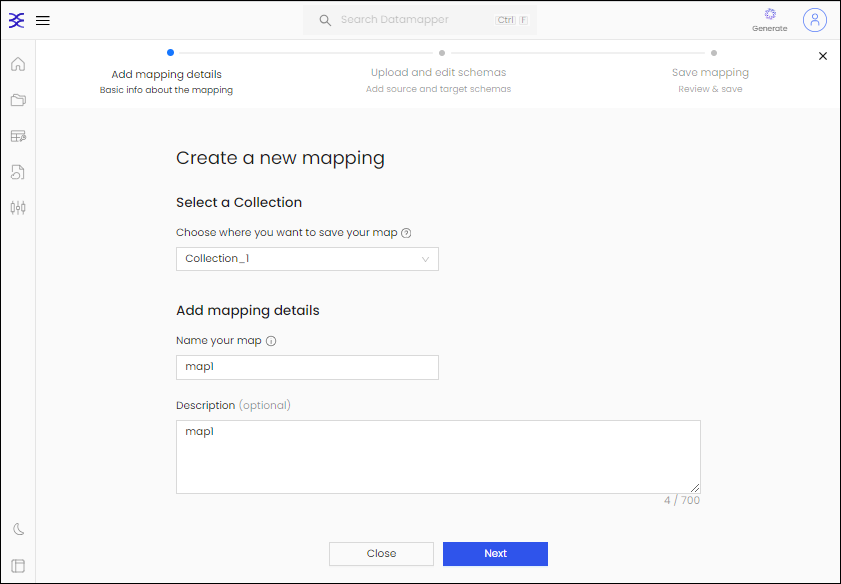 Search Datamapper Ctrl F
Generate
Add mapping details
Basic info about the mapping
Upload and edit schemas
Add source and target schemas
Save mapping
Review & save
Create a new mapping
Select a Collection
Choose where you want to save your map
Collection_1
Add mapping details
Name your map
map1
Description (optional)
map1
4 / 700
Close Next